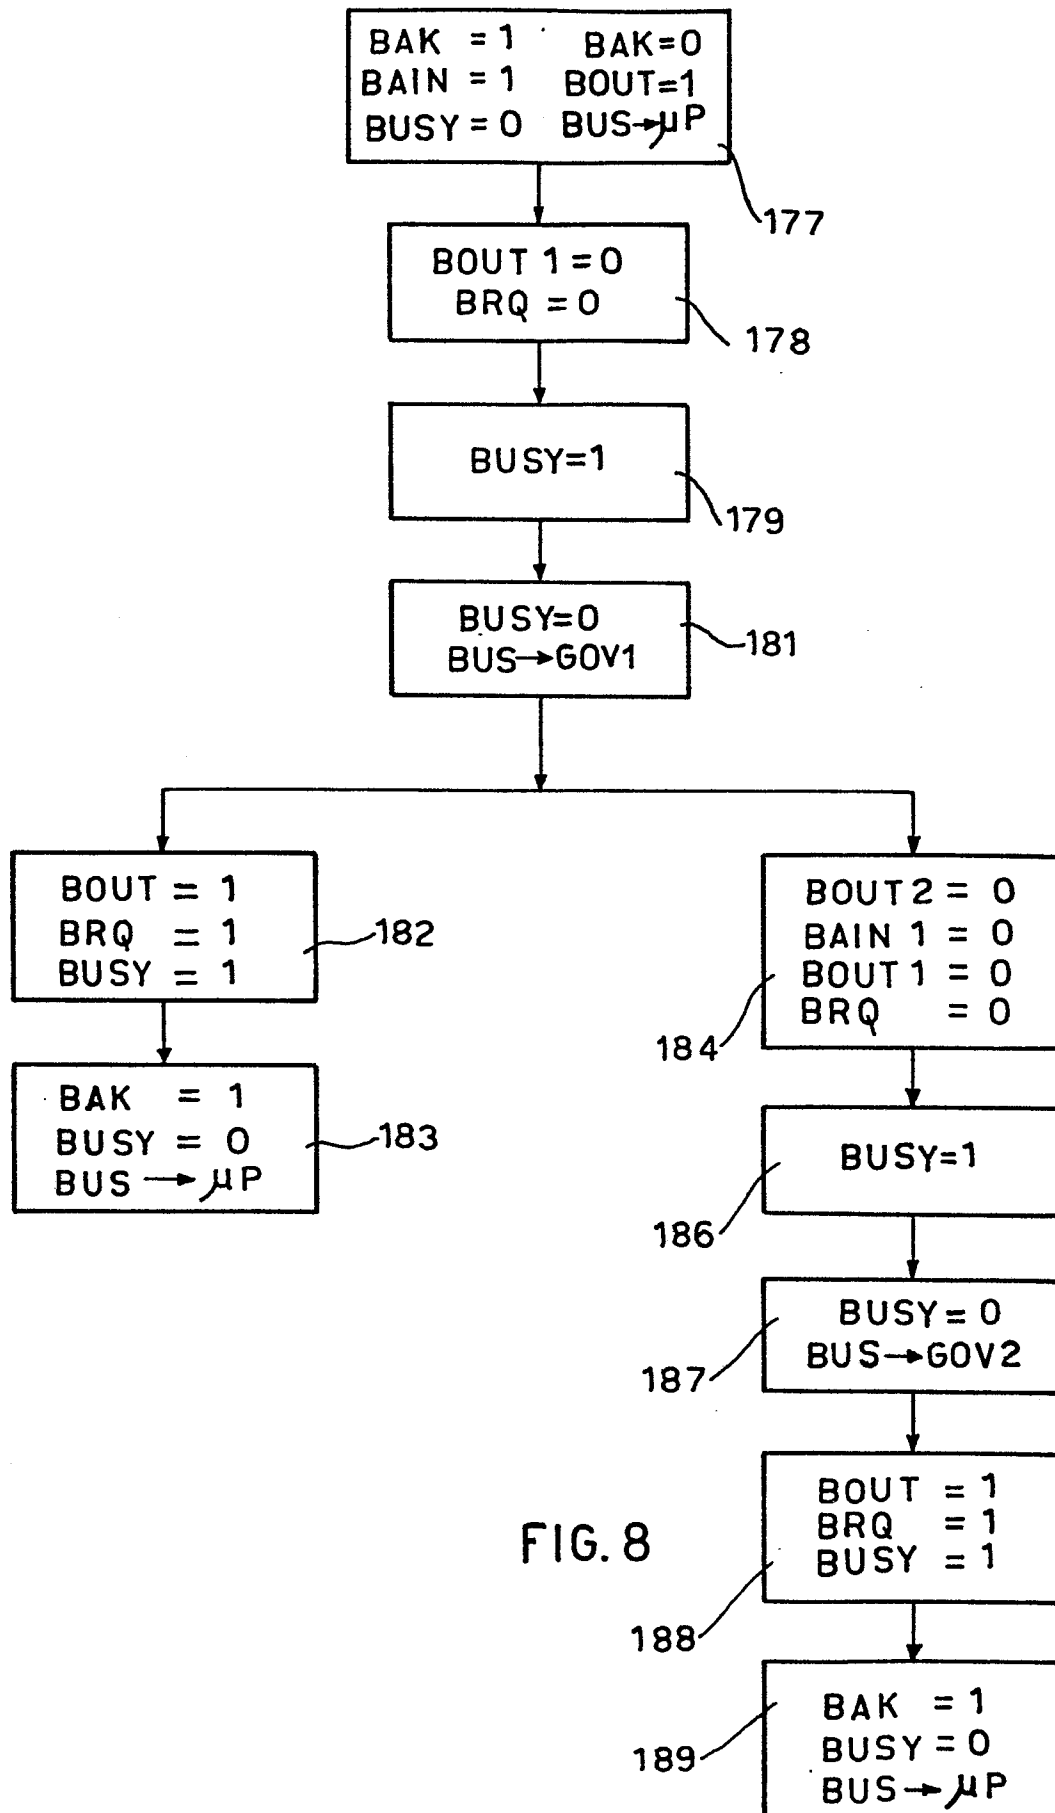 BAK = 1 BAK=0
BAIN = 1 BOUT=1
BUSY = 0 BUS→μP
177
BOUT 1 = 0
BRQ = 0
178
BUSY=1
179
BUSY=0
BUS→GOV1
181
BOUT = 1
BRQ = 1
BUSY = 1
182
BAK = 1
BUSY = 0
BUS → μP
183
BOUT 2 = 0
BAIN 1 = 0
BOUT 1 = 0
BRQ = 0
184
BUSY=1
186
BUSY = 0
BUS→GOV2
187
BOUT = 1
BRQ = 1
BUSY = 1
188
BAK = 1
BUSY = 0
BUS → μP
189
FIG. 8